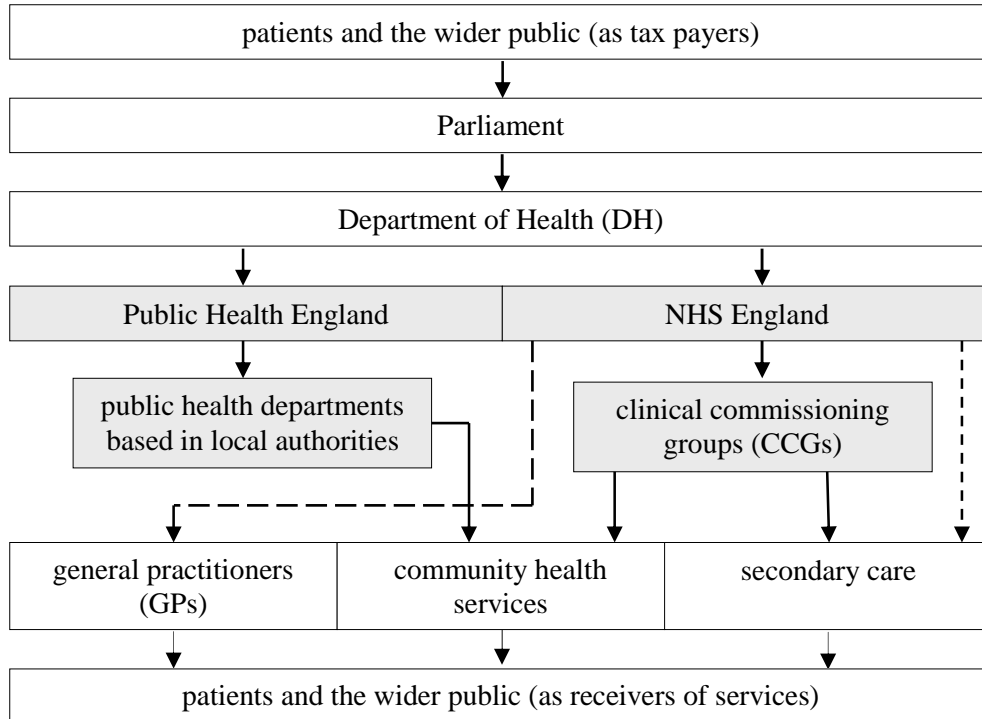 patients and the wider public (as tax payers)
Parliament
Department of Health (DH)
Public Health England
NHS England
public health departments
based in local authorities
clinical commissioning
groups (CCGs)
general practitioners
(GPs)
community health
services
secondary care
patients and the wider public (as receivers of services)